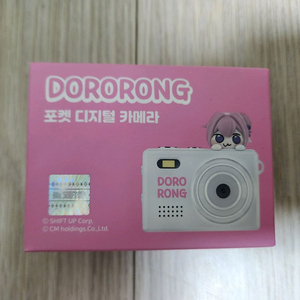 DORORONG
포켓 디지털 카메라
DORO
RONG
© SHIFT UP Corp.
© CM holdings.Co.,Ltd.